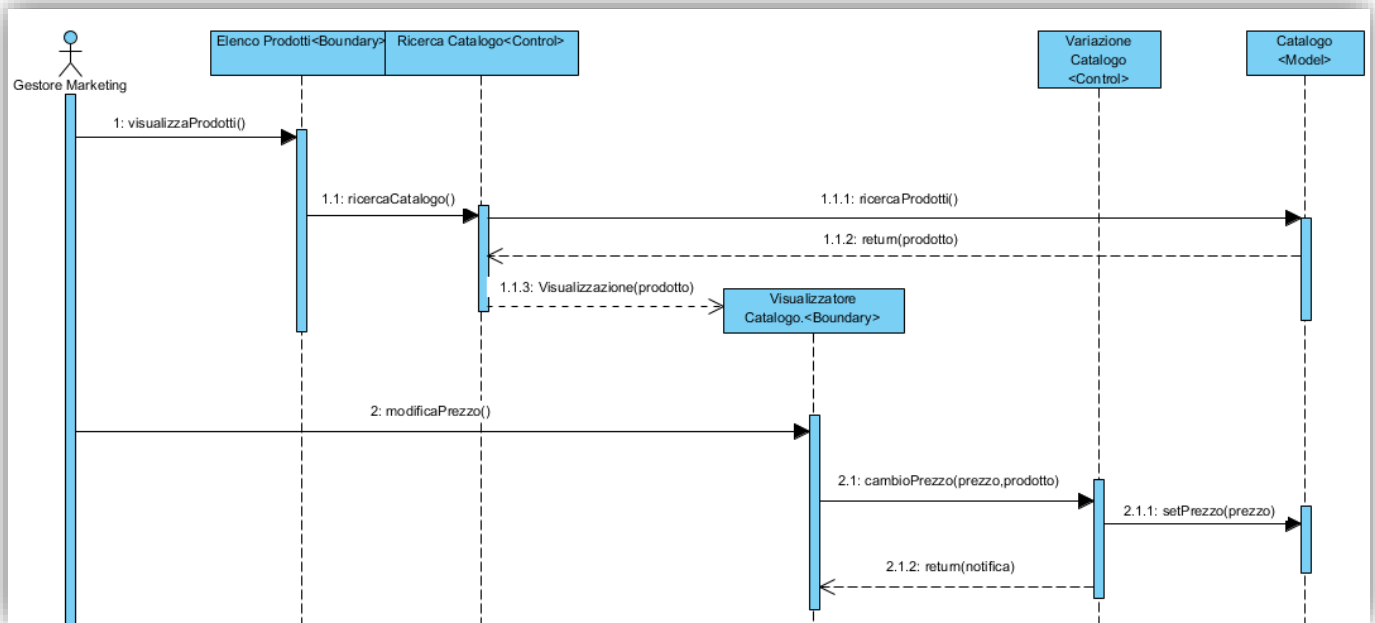 Elenco Prodotti<Boundary>
Ricerca Catalogo<Control>
Variazione
Catalogo
<Control>
Catalogo
<Model>
Gestore Marketing
1: visualizzaProdotti()
1.1: ricercaCatalogo()
1.1.1: ricercaProdotti()
1.1.2: return(prodotto)
1.1.3: Visualizzazione(prodotto)
Visualizzatore
Catalogo.<Boundary>
2: modificaPrezzo()
2.1: cambioPrezzo(prezzo,prodotto)
2.1.1: setPrezzo(prezzo)
2.1.2: return(notifica)